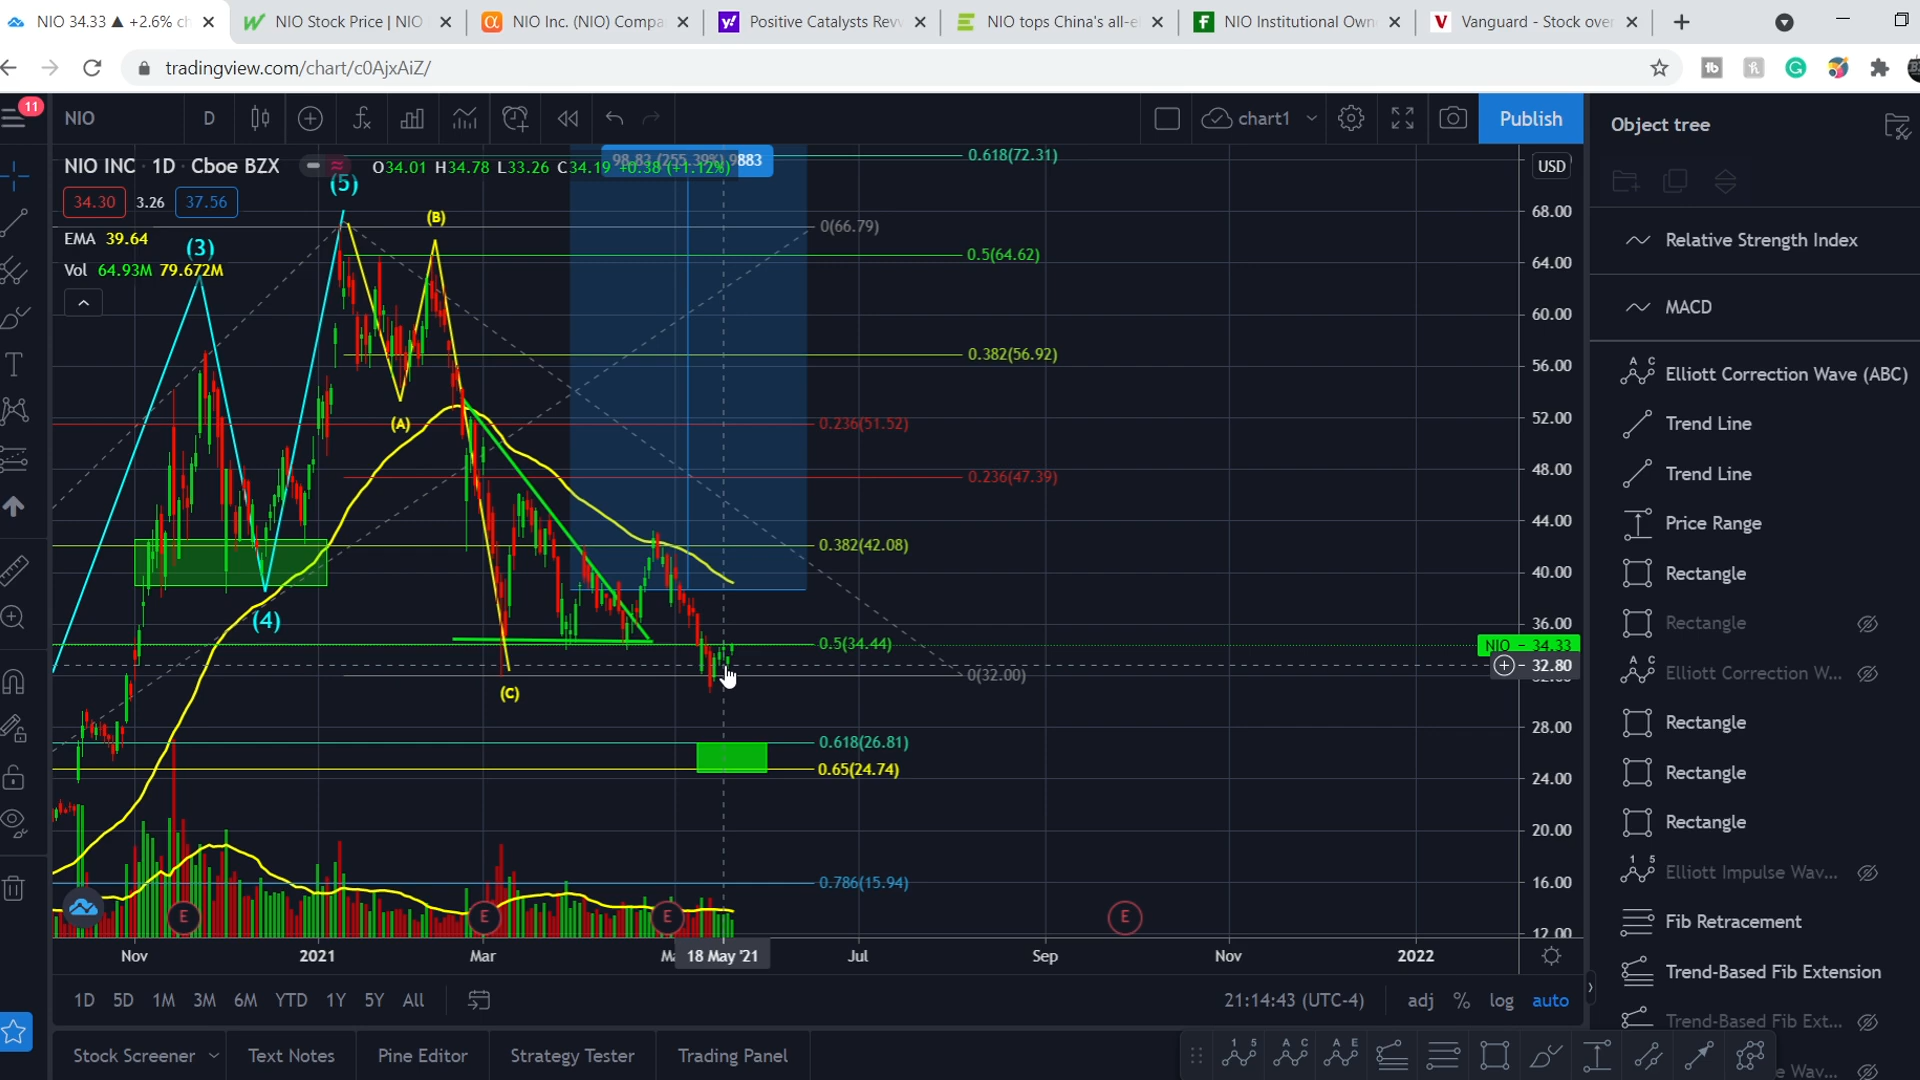 NIO 34.33 ▲ +2.6% ch
NIO Stock Price | NIO
NIO Inc. (NIO) Compa
Positive Catalysts Revv
NIO tops China's all-el
NIO Institutional Own
Vanguard - Stock over
tradingview.com/chart/c0AjxAiZ/
11
NIO
D
chart1
Publish
Object tree
NIO INC · 1D · Cboe BZX
O34.01 H34.78 L33.26 C34.19 +0.38 (+1.12%)
98.83 (255.39%) 9883
0.618(72.31)
USD
34.30 3.26 37.56
EMA 39.64
Vol 64.93M 79.672M
(3)
(5)
(B)
(A)
(4)
(C)
0(66.79)
0.5(64.62)
0.382(56.92)
0.236(51.52)
0.236(47.39)
0.382(42.08)
0.5(34.44)
0(32.00)
0.618(26.81)
0.65(24.74)
0.786(15.94)
68.00
64.00
60.00
56.00
52.00
48.00
44.00
40.00
36.00
NIO - 34.33
32.80
28.00
24.00
20.00
16.00
12.00
E
E
E
E
Nov
2021
Mar
18 May '21
Jul
Sep
Nov
2022
1D 5D 1M 3M 6M YTD 1Y 5Y All
21:14:43 (UTC-4)
adj % log auto
Stock Screener
Text Notes
Pine Editor
Strategy Tester
Trading Panel
Relative Strength Index
MACD
Elliott Correction Wave (ABC)
Trend Line
Trend Line
Price Range
Rectangle
Rectangle
Elliott Correction W...
Rectangle
Rectangle
Rectangle
Elliott Impulse Wav...
Fib Retracement
Trend-Based Fib Extension
Trend-Based Fib Ext...